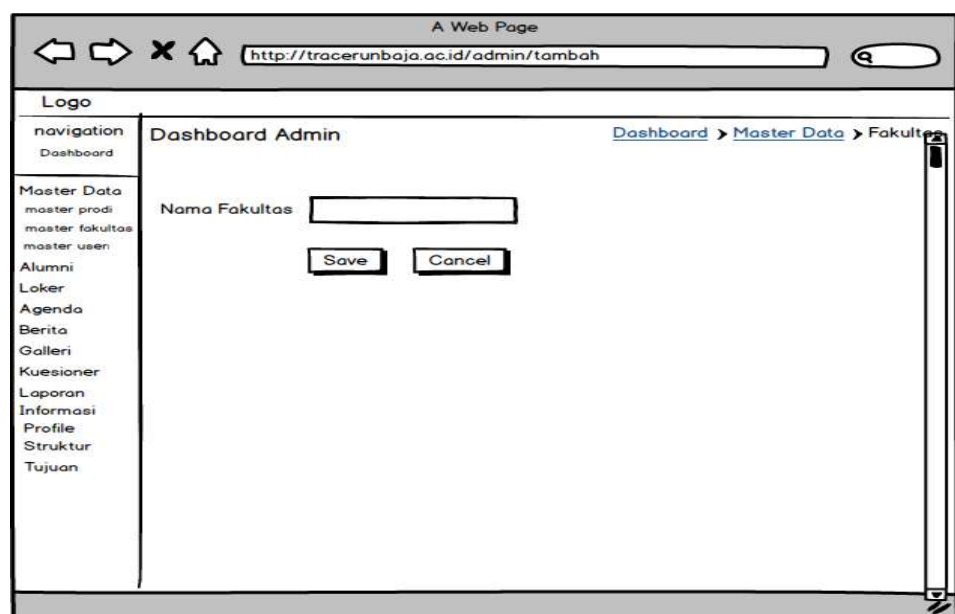 A Web Page
http://tracerunbaja.ac.id/admin/tambah
Logo
navigation
Dashboard
Master Data
master prodi
master fakultas
master user
Alumni
Loker
Agenda
Berita
Galleri
Kuesioner
Laporan
Informasi
Profile
Struktur
Tujuan
Dashboard Admin
Dashboard > Master Data > Fakultas
Nama Fakultas
Save Cancel